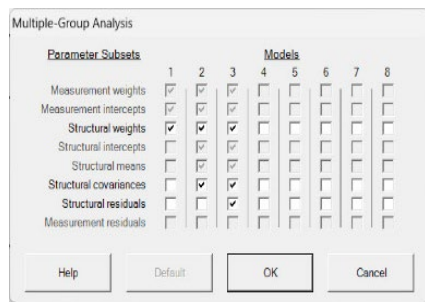 Multiple-Group Analysis
Parameter Subsets Models
1 2 3 4 5 6 7 8
Measurement weights
Measurement intercepts
Structural weights
Structural intercepts
Structural means
Structural covariances
Structural residuals
Measurement residuals
Help Default OK Cancel